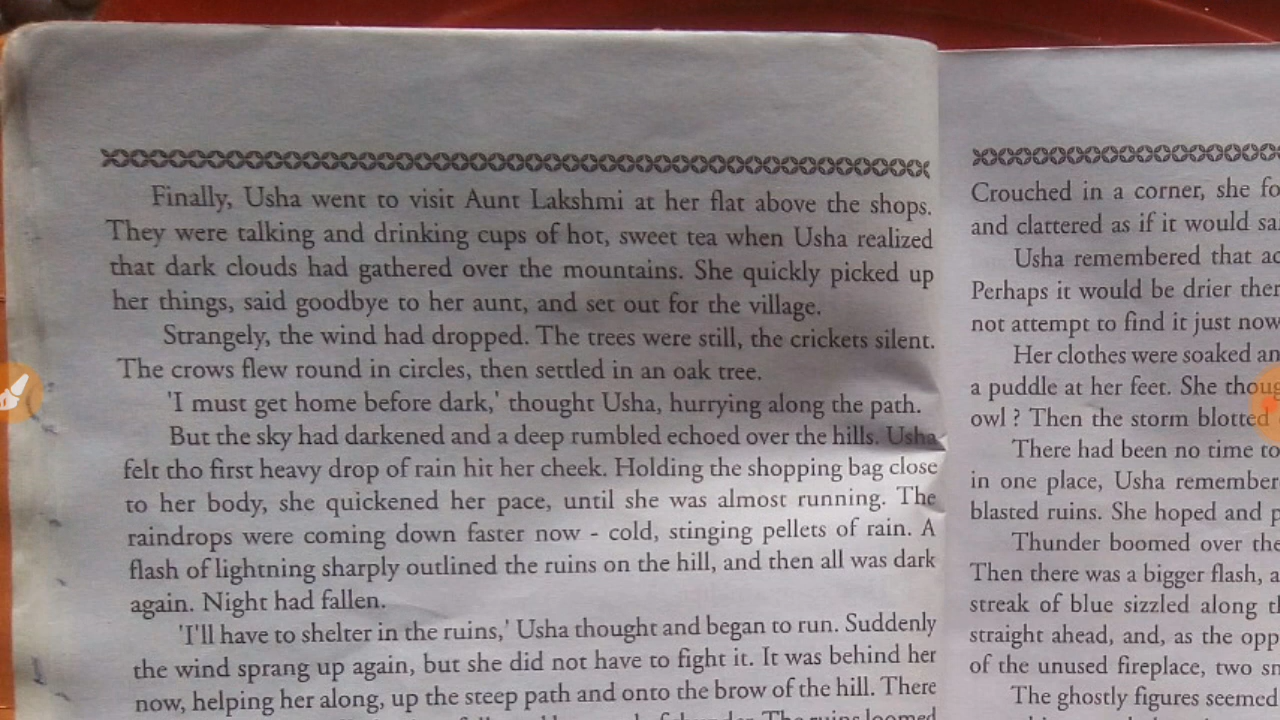 Finally, Usha went to visit Aunt Lakshmi at her flat above the shops.
They were talking and drinking cups of hot, sweet tea when Usha realized
that dark clouds had gathered over the mountains. She quickly picked up
her things, said goodbye to her aunt, and set out for the village.
Strangely, the wind had dropped. The trees were still, the crickets silent.
The crows flew round in circles, then settled in an oak tree.
'I must get home before dark,' thought Usha, hurrying along the path.
But the sky had darkened and a deep rumbled echoed over the hills. Usha
felt tho first heavy drop of rain hit her cheek. Holding the shopping bag close
to her body, she quickened her pace, until she was almost running. The
raindrops were coming down faster now - cold, stinging pellets of rain. A
flash of lightning sharply outlined the ruins on the hill, and then all was dark
again. Night had fallen.
'I'll have to shelter in the ruins,' Usha thought and began to run. Suddenly
the wind sprang up again, but she did not have to fight it. It was behind her
now, helping her along, up the steep path and onto the brow of the hill. There
The ruins loomed
Crouched in a corner, she
and clattered as if it would
Usha remembered that
Perhaps it would be drier
not attempt to find it just now
Her clothes were soaked
a puddle at her feet. She
owl ? Then the storm blotted
There had been no time to
in one place, Usha
blasted ruins. She hoped and
Thunder boomed over the
Then there was a bigger flash,
streak of blue sizzled along
straight ahead, and, as the
of the unused fireplace, two
The ghostly figures seemed